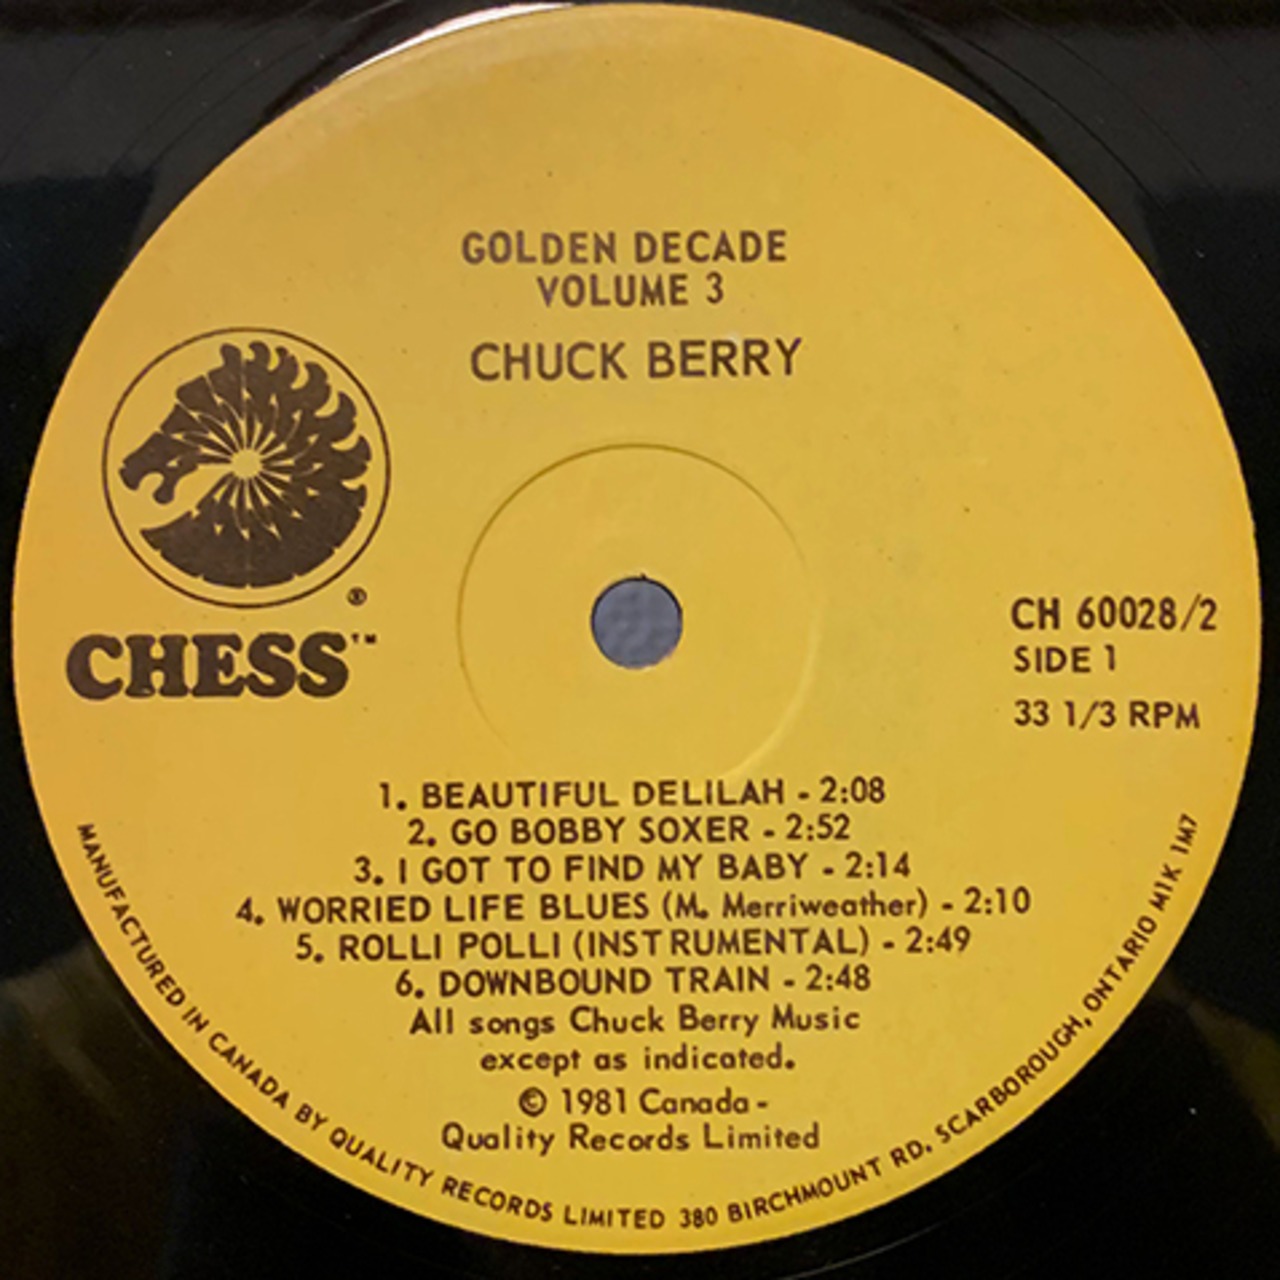 GOLDEN DECADE
VOLUME 3
CHUCK BERRY
®
CHESS™
CH 60028/2
SIDE 1
33 1/3 RPM
1. BEAUTIFUL DELILAH - 2:08
2. GO BOBBY SOXER - 2:52
3. I GOT TO FIND MY BABY - 2:14
4. WORRIED LIFE BLUES (M. Merriweather) - 2:10
5. ROLLI POLLI (INSTRUMENTAL) - 2:49
6. DOWNBOUND TRAIN - 2:48
All songs Chuck Berry Music
except as indicated.
© 1981 Canada -
Quality Records Limited
MANUFACTURED IN CANADA BY QUALITY RECORDS LIMITED 380 BIRCHMOUNT RD. SCARBOROUGH, ONTARIO M1K 1M7